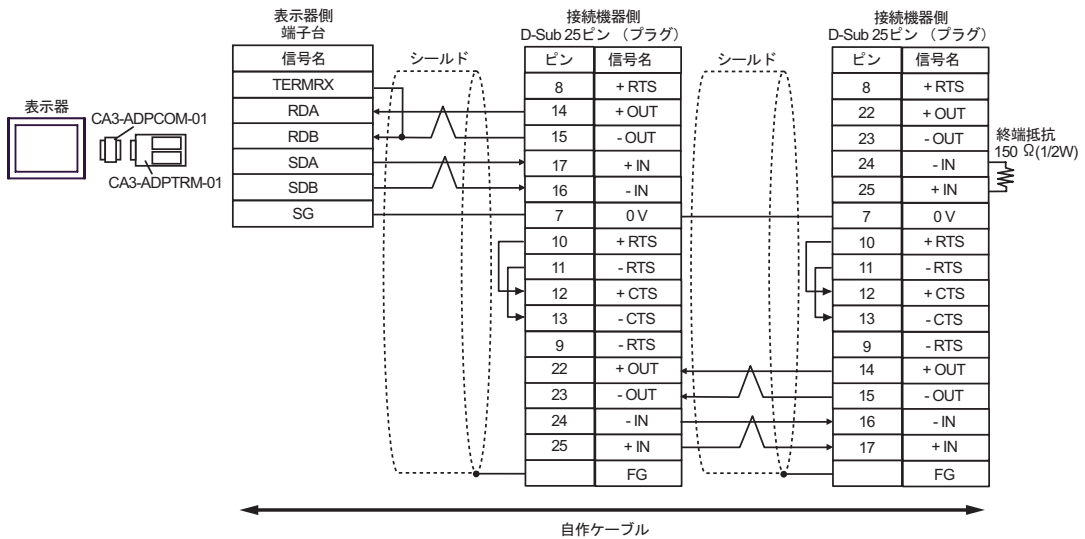 表示器
CA3-ADPCOM-01
CA3-ADPTRM-01
表示器側
端子台
信号名
TERMRX
RDA
RDB
SDA
SDB
SG
シールド
接続機器側
D-Sub 25ピン (プラグ)
ピン 信号名
8 + RTS
14 + OUT
15 - OUT
17 + IN
16 - IN
7 0 V
10 + RTS
11 - RTS
12 + CTS
13 - CTS
9 - RTS
22 + OUT
23 - OUT
24 - IN
25 + IN
FG
シールド
接続機器側
D-Sub 25ピン (プラグ)
ピン 信号名
8 + RTS
22 + OUT
23 - OUT
24 - IN
25 + IN
7 0 V
10 + RTS
11 - RTS
12 + CTS
13 - CTS
9 - RTS
14 + OUT
15 - OUT
16 - IN
17 + IN
FG
終端抵抗
150 Ω(1/2W)
自作ケーブル